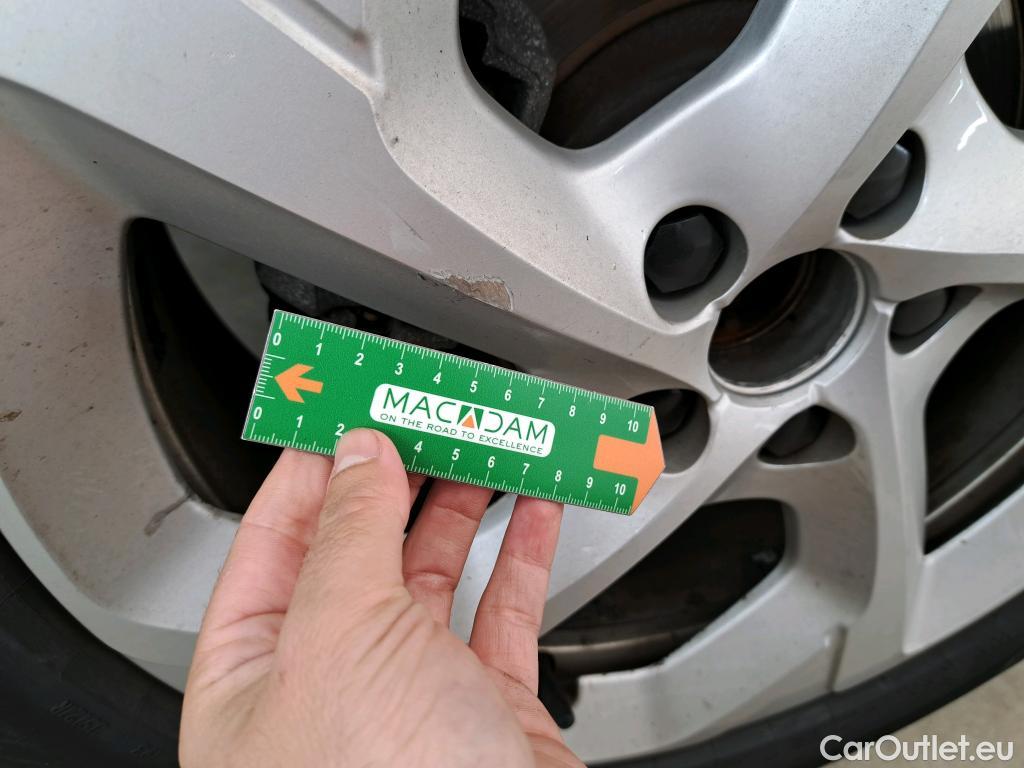 0 1 2 3 4 5 6 7 8 9 10
MACADAM
ON THE ROAD TO EXCELLENCE
0 1 2 4 5 6 7 8 9 10
CarOutlet.eu